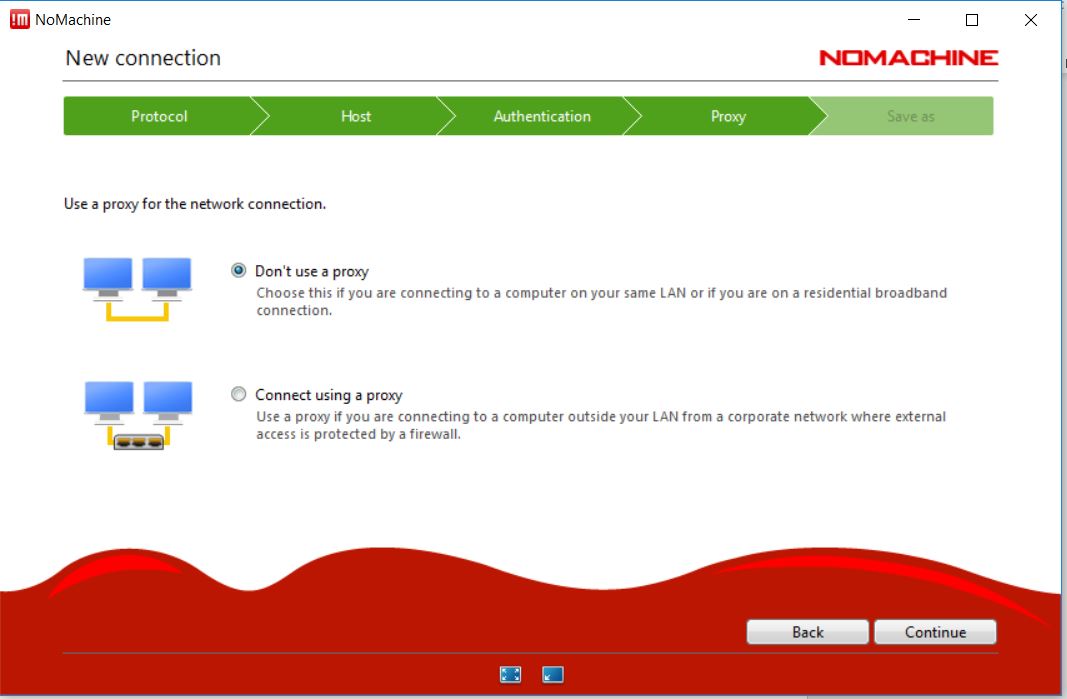 !m NoMachine
New connection
NOMACHINE
Protocol
Host
Authentication
Proxy
Save as
Use a proxy for the network connection.
Don't use a proxy
Choose this if you are connecting to a computer on your same LAN or if you are on a residential broadband
connection.
Connect using a proxy
Use a proxy if you are connecting to a computer outside your LAN from a corporate network where external
access is protected by a firewall.
Back
Continue